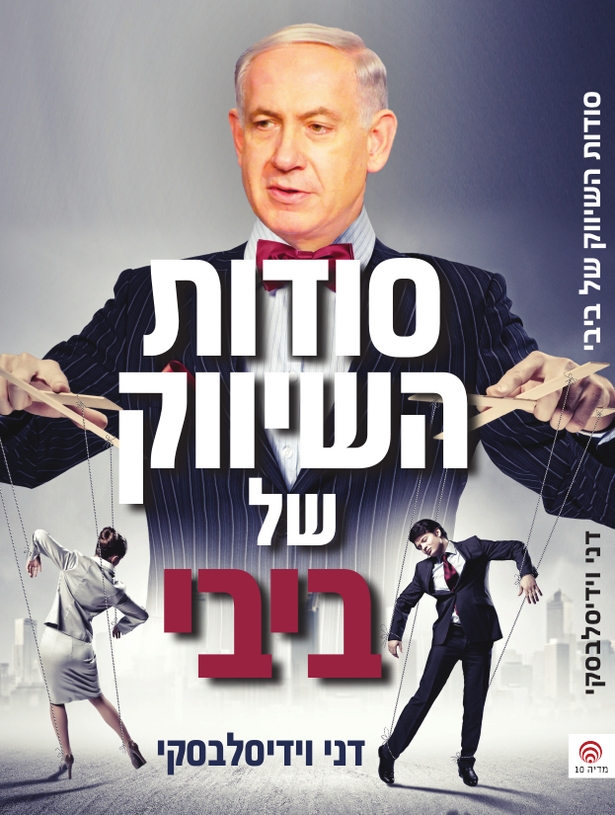 סודות
השיווק
של
ביבי
דני וידיסלבסקי
סודות השיווק של ביבי
דני וידיסלבסקי
מדיה 10